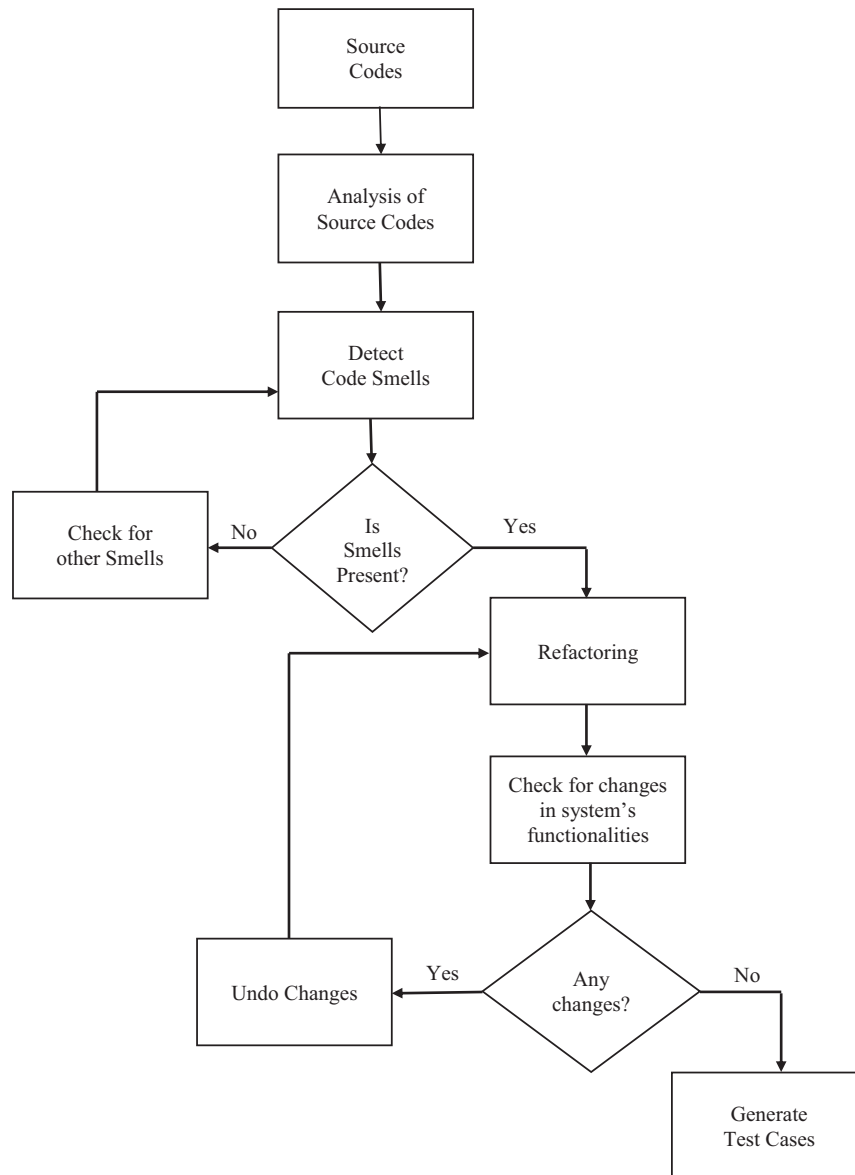 Source
Codes
Analysis of
Source Codes
Detect
Code Smells
Check for
other Smells
No
Is
Smells
Present?
Yes
Refactoring
Check for changes
in system's
functionalities
Undo Changes
Yes
Any
changes?
No
Generate
Test Cases